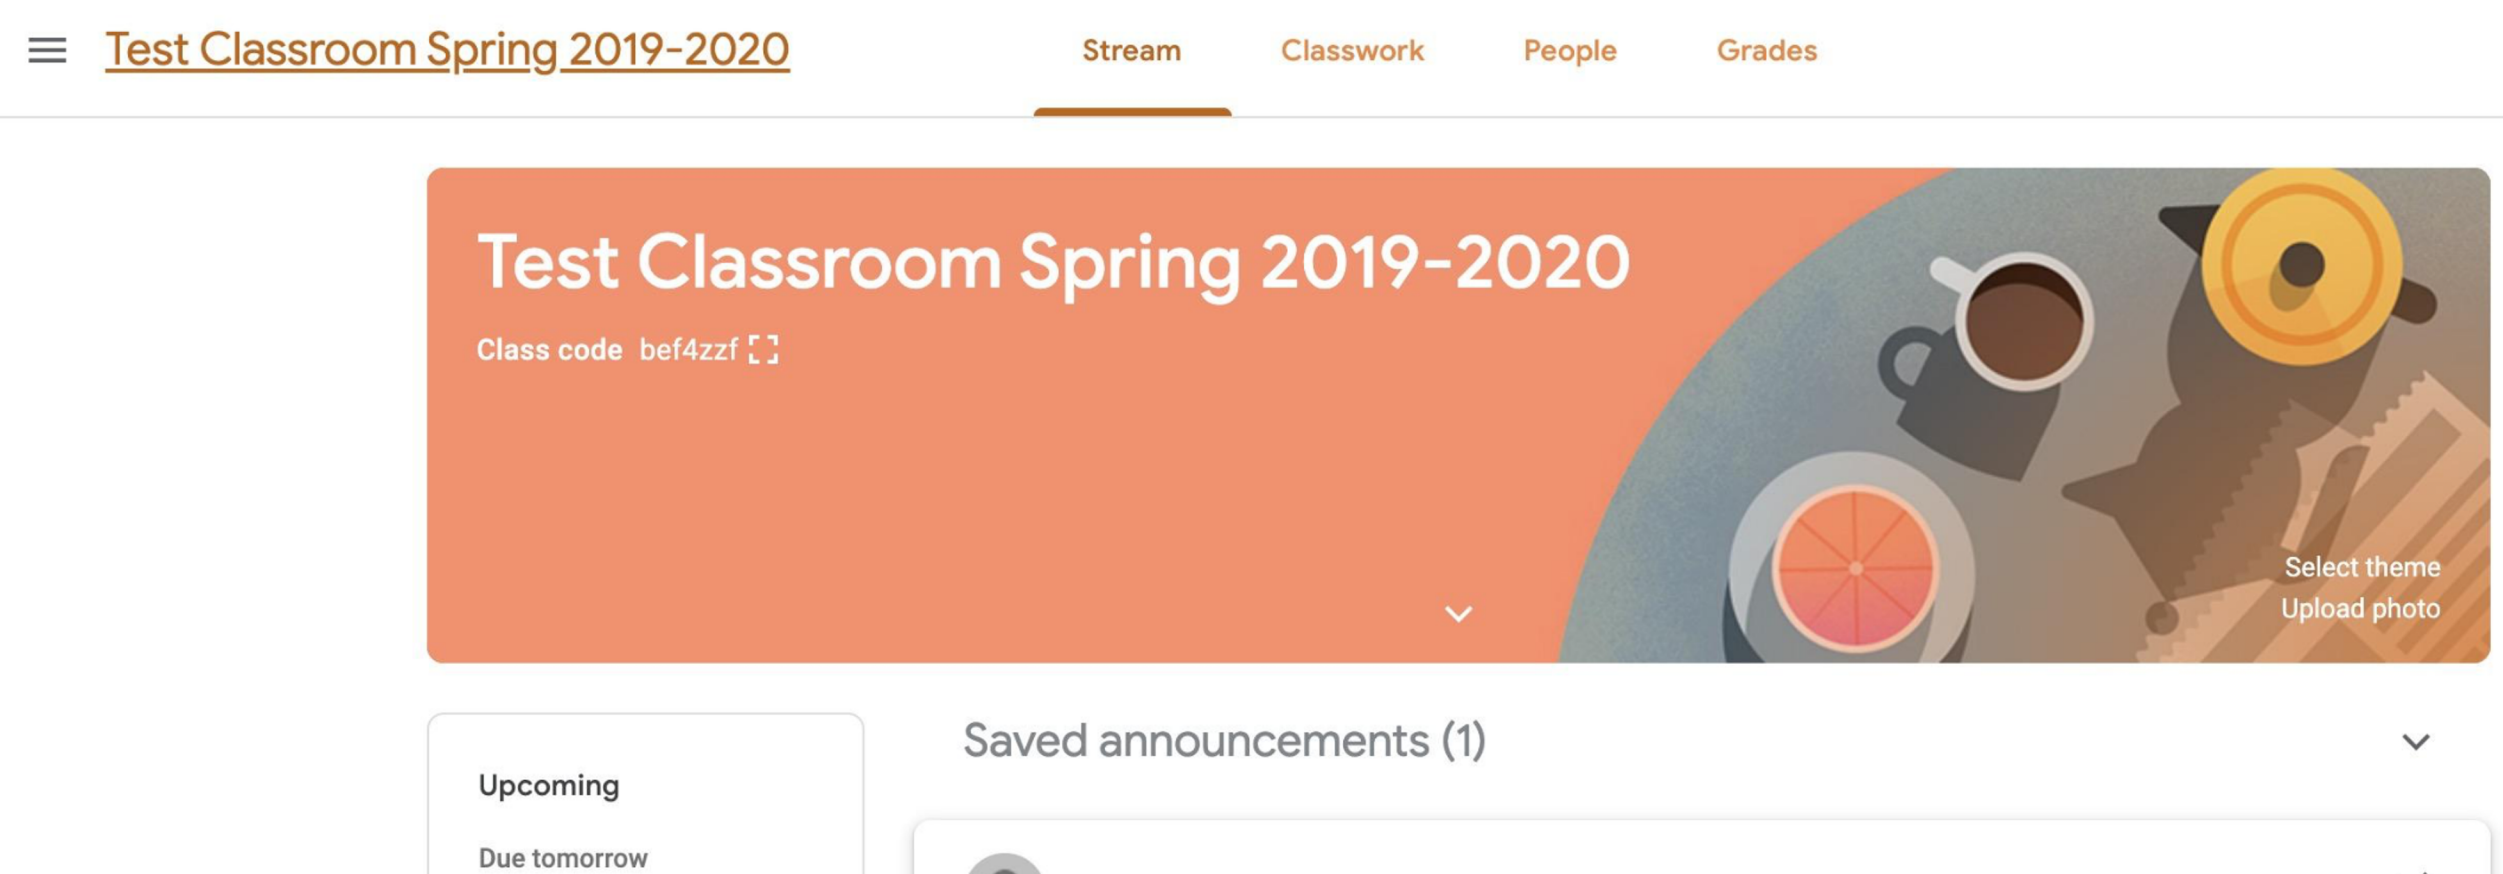 Test Classroom Spring 2019-2020
Stream
Classwork
People
Grades
Test Classroom Spring 2019-2020
Class code bef4zzf
Select theme
Upload photo
Saved announcements (1)
Upcoming
Due tomorrow